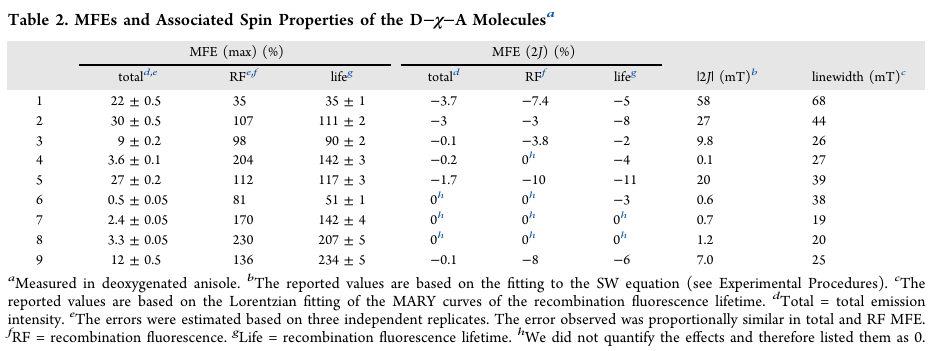 Table 2. MFEs and Associated Spin Properties of the D−χ−A Molecules^a
MFE (max) (%) MFE (2J) (%)
total^d,e RF^e,f life^g total^d RF^f life^g |2J| (mT)^b linewidth (mT)^c
1 22 ± 0.5 35 35 ± 1 −3.7 −7.4 −5 58 68
2 30 ± 0.5 107 111 ± 2 −3 −3 −8 27 44
3 9 ± 0.2 98 90 ± 2 −0.1 −3.8 −2 9.8 26
4 3.6 ± 0.1 204 142 ± 3 −0.2 0^h −4 0.1 27
5 27 ± 0.2 112 117 ± 3 −1.7 −10 −11 20 39
6 0.5 ± 0.05 81 51 ± 1 0^h 0^h −3 0.6 38
7 2.4 ± 0.05 170 142 ± 4 0^h 0^h 0^h 0.7 19
8 3.3 ± 0.05 230 207 ± 5 0^h 0^h 0^h 1.2 20
9 12 ± 0.5 136 234 ± 5 −0.1 −8 −6 7.0 25
^aMeasured in deoxygenated anisole. ^bThe reported values are based on the fitting to the SW equation (see Experimental Procedures). ^cThe
reported values are based on the Lorentzian fitting of the MARY curves of the recombination fluorescence lifetime. ^dTotal = total emission
intensity. ^eThe errors were estimated based on three independent replicates. The error observed was proportionally similar in total and RF MFE.
^fRF = recombination fluorescence. ^gLife = recombination fluorescence lifetime. ^hWe did not quantify the effects and therefore listed them as 0.